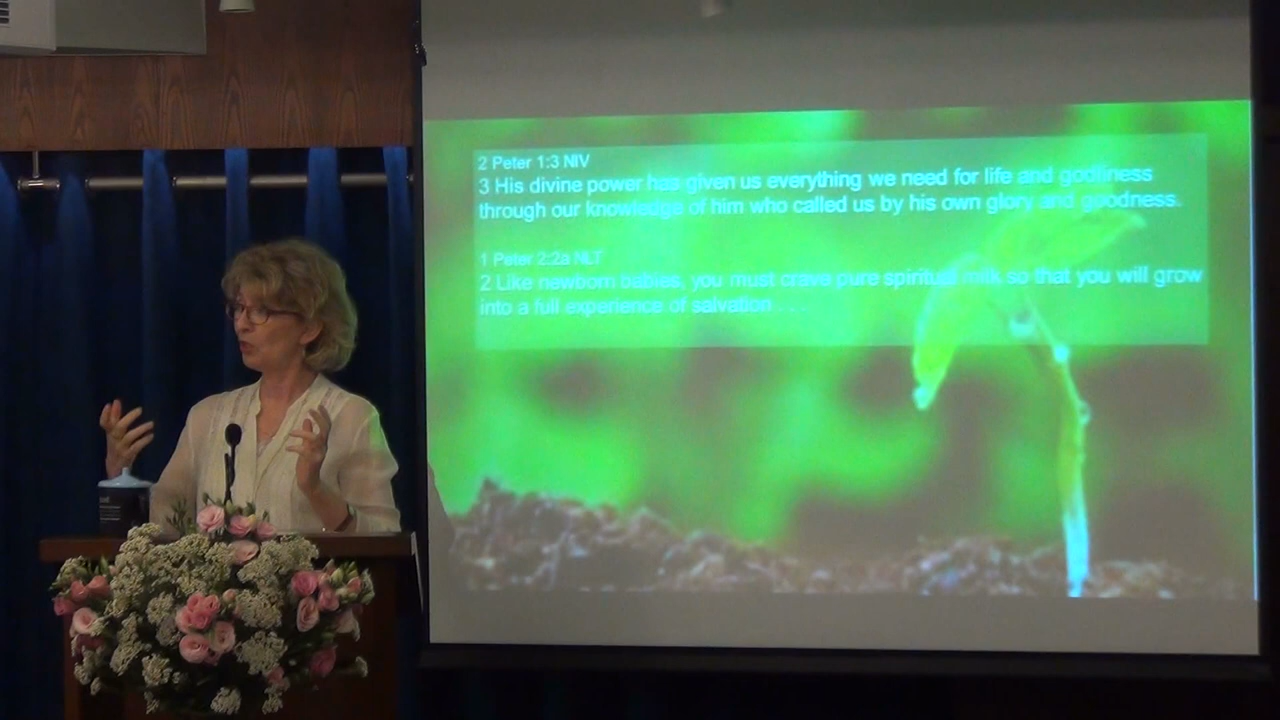 2 Peter 1:3 NIV
3 His divine power has given us everything we need for life and godliness
through our knowledge of him who called us by his own glory and goodness.
1 Peter 2:2a NLT
2 Like newborn babies, you must crave pure spiritual milk so that you will grow
into a full experience of salvation . . .